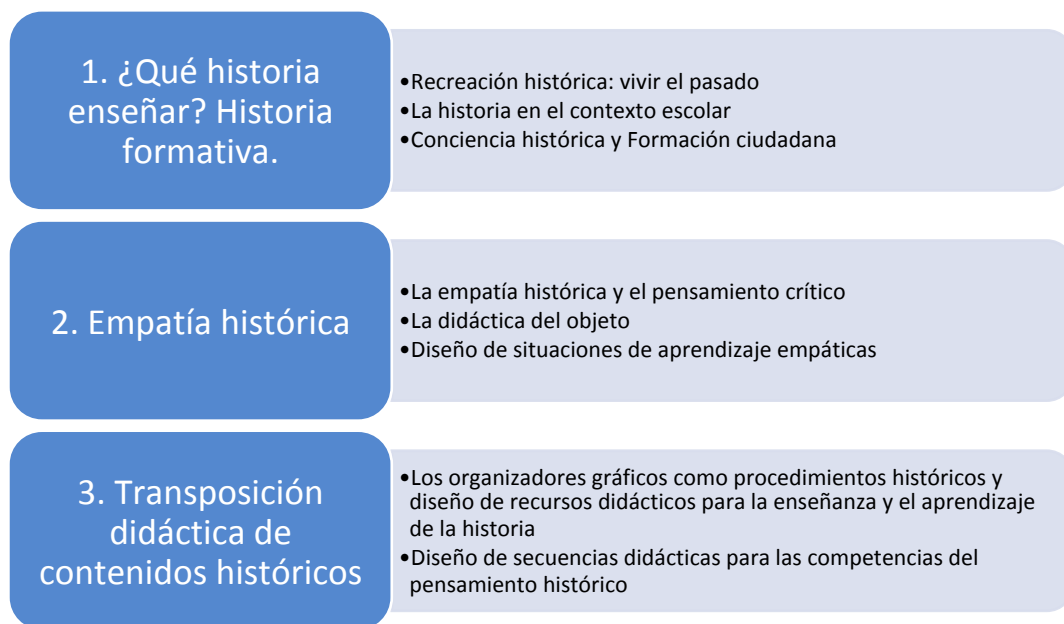 1. ¿Qué historia
enseñar? Historia
formativa.
•Recreación histórica: vivir el pasado
•La historia en el contexto escolar
•Conciencia histórica y Formación ciudadana
2. Empatía histórica
•La empatía histórica y el pensamiento crítico
•La didáctica del objeto
•Diseño de situaciones de aprendizaje empáticas
3. Transposición
didáctica de
contenidos históricos
•Los organizadores gráficos como procedimientos históricos y
diseño de recursos didácticos para la enseñanza y el aprendizaje
de la historia
•Diseño de secuencias didácticas para las competencias del
pensamiento histórico